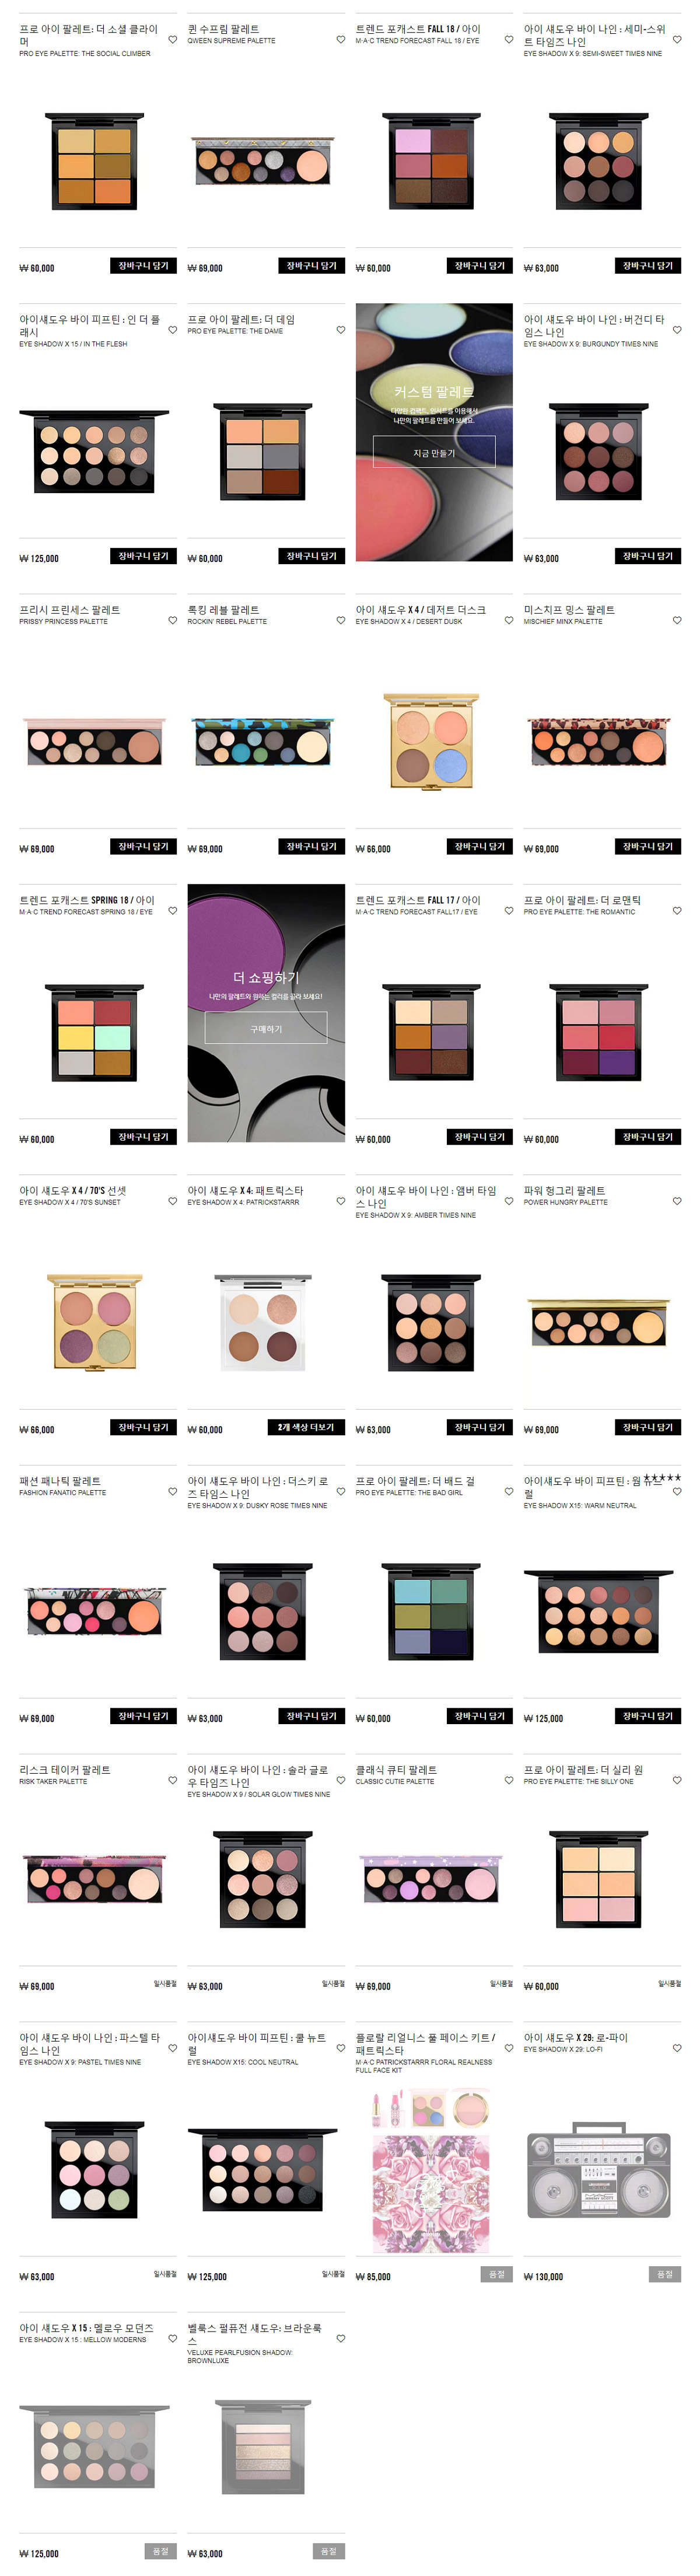 프로 아이 팔레트: 더 소셜 클라이
머
PRO EYE PALETTE: THE SOCIAL CLIMBER
₩ 60,000
장바구니 담기
퀸 수프림 팔레트
QWEEN SUPREME PALETTE
₩ 69,000
장바구니 담기
트렌드 포캐스트 FALL 18 / 아이
M·A·C TREND FORECAST FALL 18 / EYE
₩ 60,000
장바구니 담기
아이 섀도우 바이 나인 : 세미-스위
트 타임즈 나인
EYE SHADOW X 9: SEMI-SWEET TIMES NINE
₩ 63,000
장바구니 담기
아이섀도우 바이 피프틴 : 인 더 플
래시
EYE SHADOW X 15 / IN THE FLESH
₩ 125,000
장바구니 담기
프로 아이 팔레트: 더 데임
PRO EYE PALETTE: THE DAME
₩ 60,000
장바구니 담기
커스텀 팔레트
다양한 컴팩트, 인서트를 이용해서
나만의 팔레트를 만들어 보세요.
지금 만들기
아이 섀도우 바이 나인 : 버건디 타
임스 나인
EYE SHADOW X 9: BURGUNDY TIMES NINE
₩ 63,000
장바구니 담기
프리시 프린세스 팔레트
PRISSY PRINCESS PALETTE
₩ 69,000
장바구니 담기
록킹 레블 팔레트
ROCKIN' REBEL PALETTE
₩ 69,000
장바구니 담기
아이 섀도우 X 4 / 데저트 더스크
EYE SHADOW X 4 / DESERT DUSK
₩ 66,000
장바구니 담기
미스치프 밍스 팔레트
MISCHIEF MINX PALETTE
₩ 69,000
장바구니 담기
트렌드 포캐스트 SPRING 18 / 아이
M·A·C TREND FORECAST SPRING 18 / EYE
₩ 60,000
장바구니 담기
더 쇼핑하기
나만의 팔레트와 원하는 컬러를 골라 보세요!
구매하기
트렌드 포캐스트 FALL 17 / 아이
M·A·C TREND FORECAST FALL17 / EYE
₩ 60,000
장바구니 담기
프로 아이 팔레트: 더 로맨틱
PRO EYE PALETTE: THE ROMANTIC
₩ 60,000
장바구니 담기
아이 섀도우 X 4 / 70'S 선셋
EYE SHADOW X 4 / 70'S SUNSET
₩ 66,000
장바구니 담기
아이 섀도우 X 4: 패트릭스타
EYE SHADOW X 4: PATRICKSTARRR
₩ 60,000
2개 색상 더보기
아이 섀도우 바이 나인 : 앰버 타임
스 나인
EYE SHADOW X 9: AMBER TIMES NINE
₩ 63,000
장바구니 담기
파워 헝그리 팔레트
POWER HUNGRY PALETTE
₩ 69,000
장바구니 담기
패션 패나틱 팔레트
FASHION FANATIC PALETTE
₩ 69,000
장바구니 담기
아이 섀도우 바이 나인 : 더스키 로
즈 타임스 나인
EYE SHADOW X 9: DUSKY ROSE TIMES NINE
₩ 63,000
장바구니 담기
프로 아이 팔레트: 더 배드 걸
PRO EYE PALETTE: THE BAD GIRL
₩ 60,000
장바구니 담기
아이섀도우 바이 피프틴 : 웜 뉴트
럴
EYE SHADOW X15: WARM NEUTRAL
₩ 125,000
장바구니 담기
리스크 테이커 팔레트
RISK TAKER PALETTE
₩ 69,000
일시품절
아이 섀도우 바이 나인 : 솔라 글로
우 타임즈 나인
EYE SHADOW X 9 / SOLAR GLOW TIMES NINE
₩ 63,000
일시품절
클래식 큐티 팔레트
CLASSIC CUTIE PALETTE
₩ 69,000
일시품절
프로 아이 팔레트: 더 실리 원
PRO EYE PALETTE: THE SILLY ONE
₩ 60,000
일시품절
아이 섀도우 바이 나인 : 파스텔 타
임스 나인
EYE SHADOW X 9: PASTEL TIMES NINE
₩ 63,000
일시품절
아이섀도우 바이 피프틴 : 쿨 뉴트
럴
EYE SHADOW X15: COOL NEUTRAL
₩ 125,000
일시품절
플로랄 리얼니스 풀 페이스 키트 /
패트릭스타
M·A·C PATRICKSTARRR FLORAL REALNESS
FULL FACE KIT
₩ 85,000
품절
아이 섀도우 X 29: 로-파이
EYE SHADOW X 29: LO-FI
₩ 130,000
품절
아이 섀도우 X 15 : 멜로우 모던즈
EYE SHADOW X 15 : MELLOW MODERNS
₩ 125,000
품절
벨룩스 펄퓨전 섀도우: 브라운룩
스
VELUXE PEARLFUSION SHADOW:
BROWNLUXE
₩ 63,000
품절